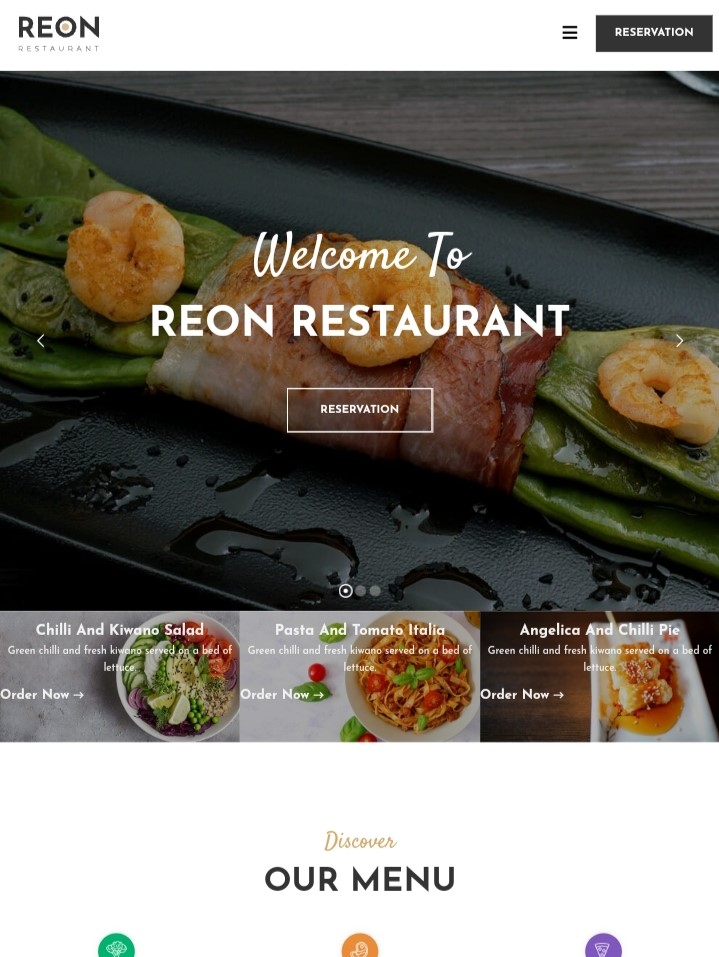 REON
RESTAURANT
RESERVATION
Welcome To
REON RESTAURANT
RESERVATION
Chilli And Kiwano Salad
Green chilli and fresh kiwano served on a bed of
lettuce.
Order Now →
Pasta And Tomato Italia
Green chilli and fresh kiwano served on a bed of
lettuce.
Order Now →
Angelica And Chilli Pie
Green chilli and fresh kiwano served on a bed of
lettuce.
Order Now →
Discover
OUR MENU